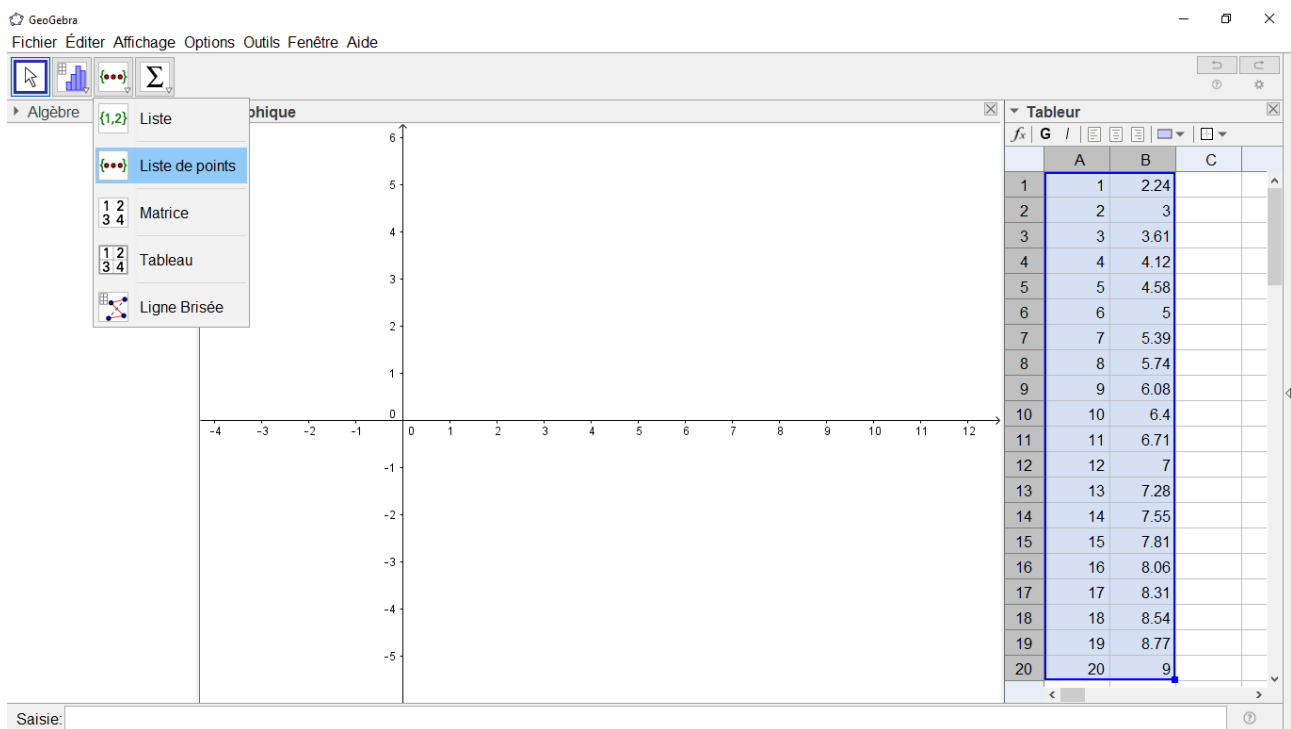 GeoGebra
Fichier Éditer Affichage Options Outils Fenêtre Aide
Algèbre
phique
Tableur
{1,2} Liste
Liste de points
1 2
3 4
Matrice
1 2
3 4
Tableau
Ligne Brisée
fx G I
A B C
1 1 2.24
2 2 3
3 3 3.61
4 4 4.12
5 5 4.58
6 6 5
7 7 5.39
8 8 5.74
9 9 6.08
10 10 6.4
11 11 6.71
12 12 7
13 13 7.28
14 14 7.55
15 15 7.81
16 16 8.06
17 17 8.31
18 18 8.54
19 19 8.77
20 20 9
6
5
4
3
2
1
0
-4 -3 -2 -1 0 1 2 3 4 5 6 7 8 9 10 11 12
-1
-2
-3
-4
-5
Saisie: